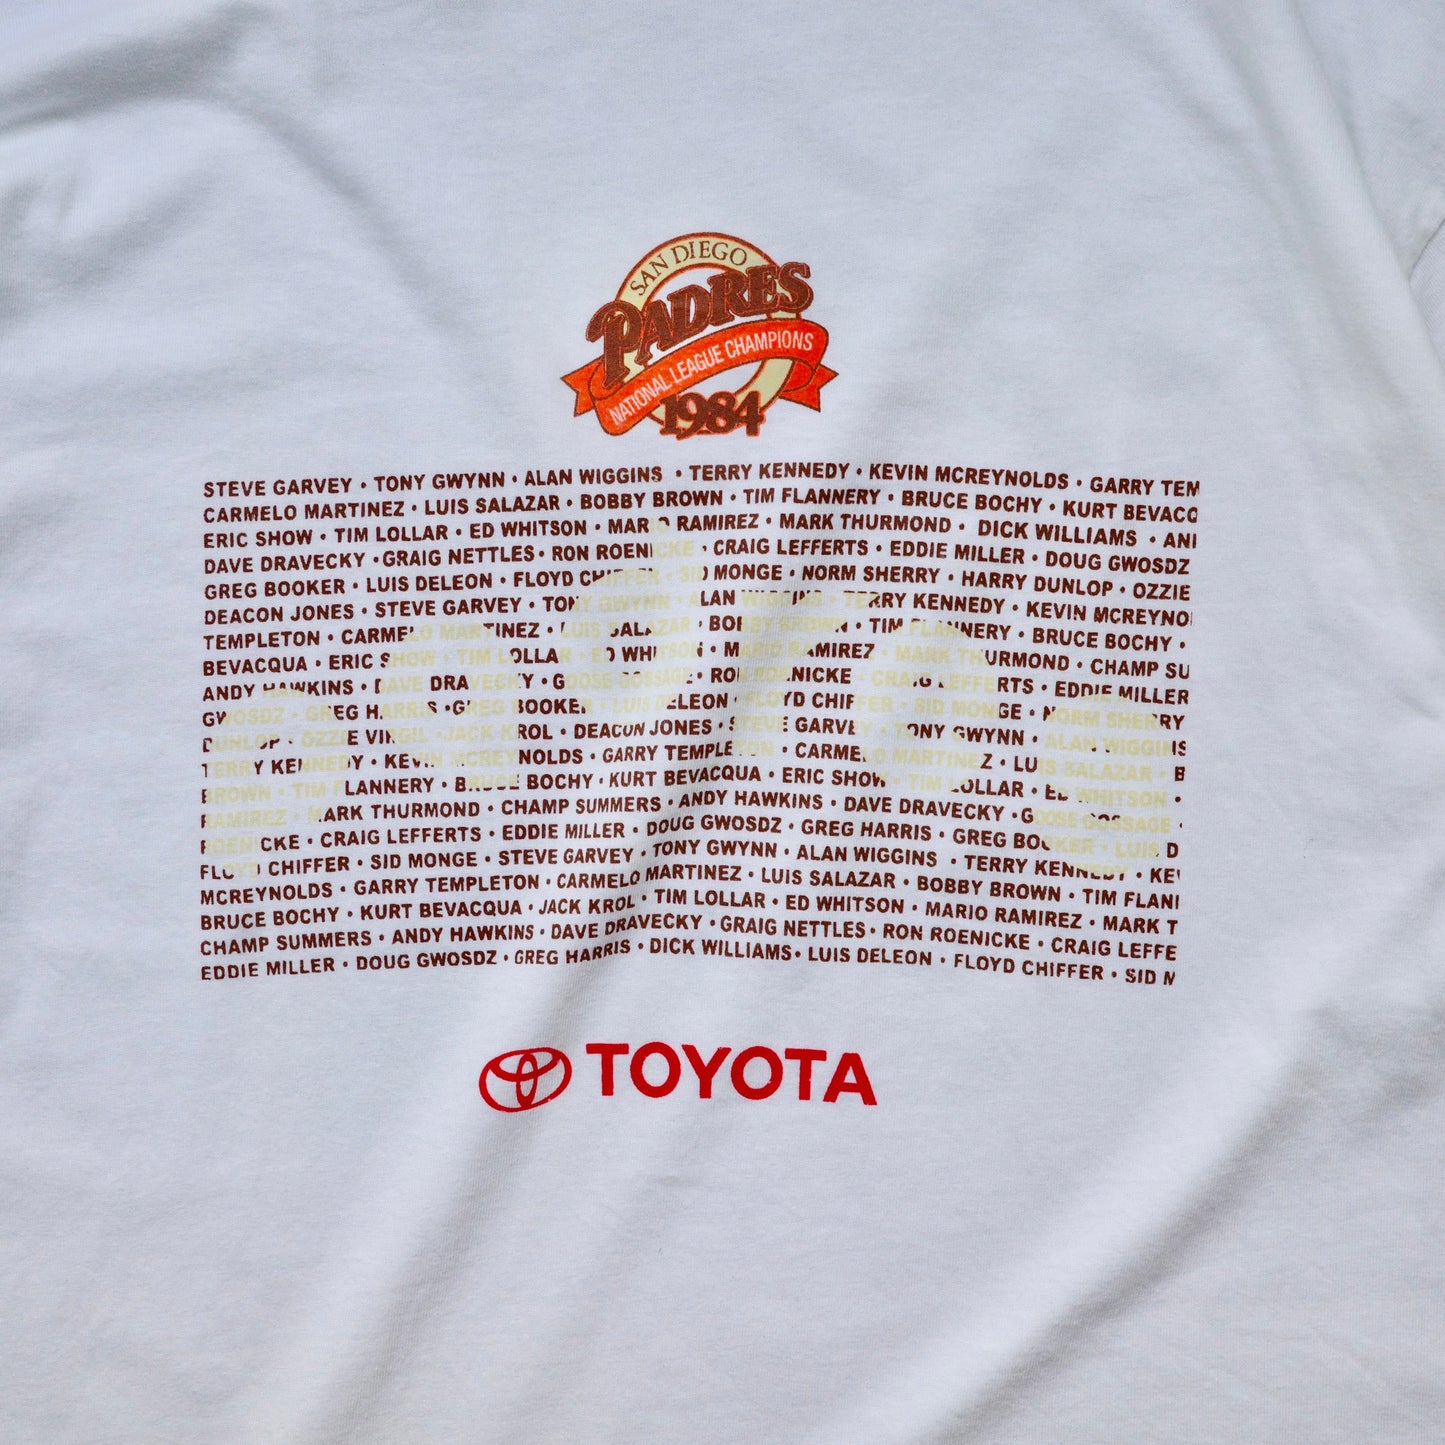 SAN DIEGO
PADRES
NATIONAL LEAGUE CHAMPIONS
1984
STEVE GARVEY • TONY GWYNN • ALAN WIGGINS • TERRY KENNEDY • KEVIN MCREYNOLDS • GARRY TEM
CARMELO MARTINEZ • LUIS SALAZAR • BOBBY BROWN • TIM FLANNERY • BRUCE BOCHY • KURT BEVACQ
ERIC SHOW • TIM LOLLAR • ED WHITSON • MARIO RAMIREZ • MARK THURMOND • DICK WILLIAMS • AN
DAVE DRAVECKY •GRAIG NETTLES• RON ROENICKE • CRAIG LEFFERTS • EDDIE MILLER • DOUG GWOSDZ
GREG BOOKER • LUIS DELEON • FLOYD CHIFFER • SID MONGE • NORM SHERRY • HARRY DUNLOP • OZZIE
DEACON JONES • STEVE GARVEY • TONY GWYNN • ALAN WIGGINS • TERRY KENNEDY • KEVIN MCREYNO
TEMPLETON • CARMELO MARTINEZ • LUIS SALAZAR • BOBBY BROWN • TIM FLANNERY • BRUCE BOCHY •
BEVACQUA • ERIC SHOW • TIM LOLLAR • ED WHITSON • MARIO RAMIREZ • MARK THURMOND • CHAMP SU
ANDY HAWKINS • DAVE DRAVECKY • GOOSE GOSSAGE • RON ROENICKE • CRAIG LEFFERTS • EDDIE MILLER
GWOSDZ • GREG HARRIS •GREG BOOKER • LUIS DELEON • FLOYD CHIFFER • SID MONGE • NORM SHERRY
DUNLOP • OZZIE VIRGIL •JACK KROL • DEACON JONES • STEVE GARVEY • TONY GWYNN • ALAN WIGGINS
TERRY KENNEDY • KEVIN MCREYNOLDS • GARRY TEMPLETON • CARMELO MARTINEZ • LUIS SALAZAR • B
BROWN • TIM FLANNERY • BRUCE BOCHY • KURT BEVACQUA • ERIC SHOW • TIM LOLLAR • ED WHITSON •
RAMIREZ • MARK THURMOND • CHAMP SUMMERS • ANDY HAWKINS • DAVE DRAVECKY •GOOSE GOSSAGE •
ROENICKE • CRAIG LEFFERTS • EDDIE MILLER • DOUG GWOSDZ • GREG HARRIS • GREG BOOKER • LUIS D
FLOYD CHIFFER • SID MONGE • STEVE GARVEY • TONY GWYNN • ALAN WIGGINS • TERRY KENNEDY • KEV
MCREYNOLDS • GARRY TEMPLETON • CARMELO MARTINEZ • LUIS SALAZAR • BOBBY BROWN • TIM FLAN
BRUCE BOCHY • KURT BEVACQUA • JACK KROL • TIM LOLLAR • ED WHITSON • MARIO RAMIREZ • MARK T
CHAMP SUMMERS • ANDY HAWKINS • DAVE DRAVECKY • GRAIG NETTLES • RON ROENICKE • CRAIG LEFFE
EDDIE MILLER • DOUG GWOSDZ • GREG HARRIS • DICK WILLIAMS• LUIS DELEON • FLOYD CHIFFER • SID M
TOYOTA